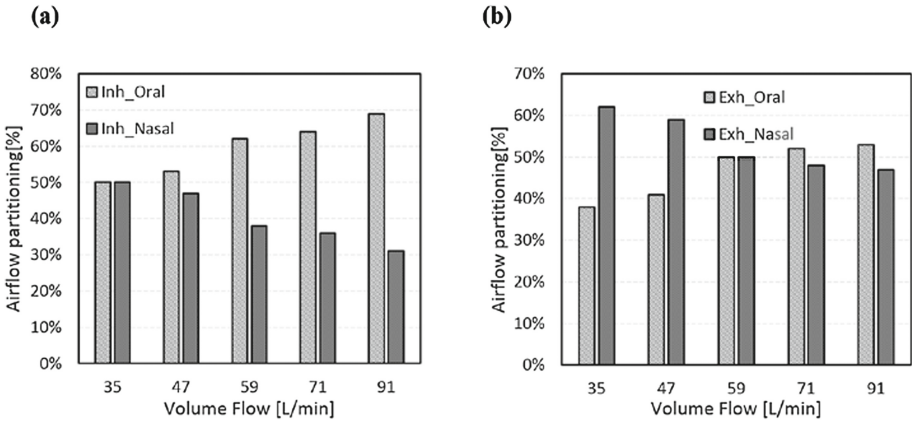 (a)
80%
70%
60%
50%
40%
30%
20%
10%
0%
Airflow partitioning[%]
Inh_Oral
Inh_Nasal
35 47 59 71 91
Volume Flow [L/min]
(b)
70%
60%
50%
40%
30%
20%
10%
0%
Airflow partitioning[%]
Exh_Oral
Exh_Nasal
35 47 59 71 91
Volume Flow [L/min]